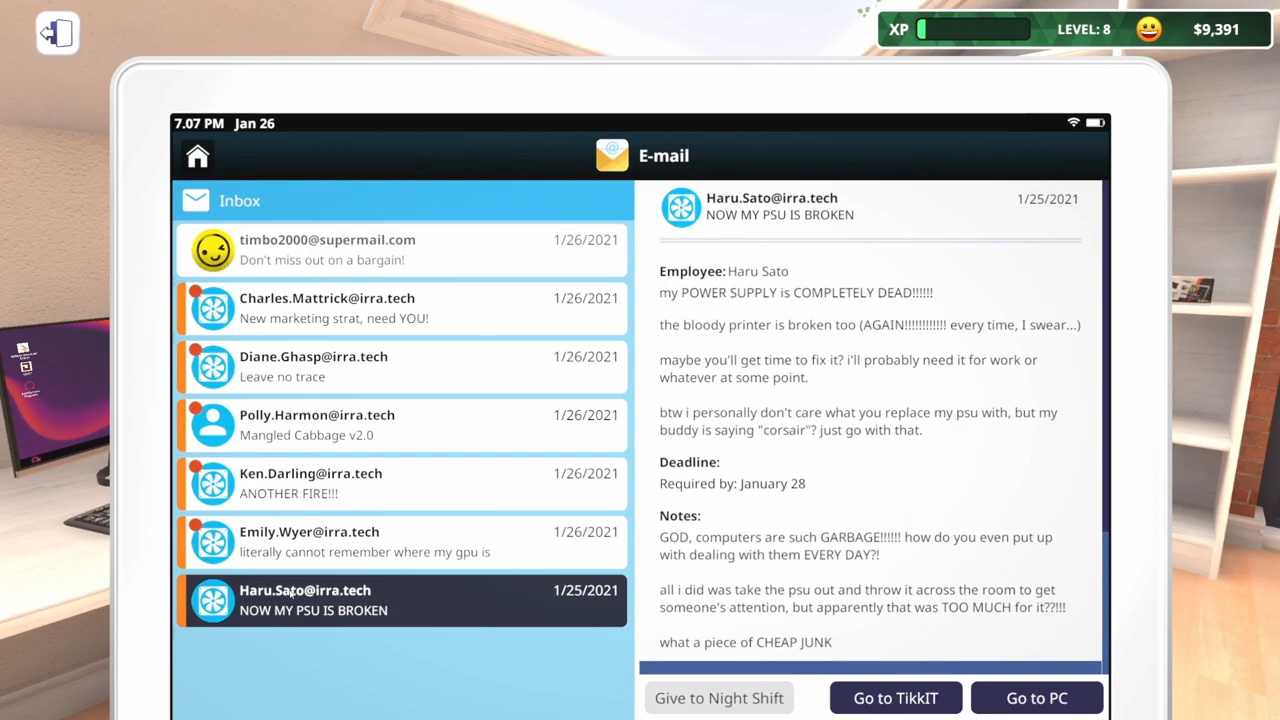 XP
LEVEL: 8
$9,391
7.07 PM Jan 26
E-mail
Inbox
timbo2000@supermail.com 1/26/2021
Don't miss out on a bargain!
Charles.Mattrick@irra.tech 1/26/2021
New marketing strat, need YOU!
Diane.Ghasp@irra.tech 1/26/2021
Leave no trace
Polly.Harmon@irra.tech 1/26/2021
Mangled Cabbage v2.0
Ken.Darling@irra.tech 1/26/2021
ANOTHER FIRE!!!
Emily.Wyer@irra.tech 1/26/2021
literally cannot remember where my gpu is
Haru.Sato@irra.tech 1/25/2021
NOW MY PSU IS BROKEN
Haru.Sato@irra.tech 1/25/2021
NOW MY PSU IS BROKEN
Employee: Haru Sato
my POWER SUPPLY is COMPLETELY DEAD!!!!!!
the bloody printer is broken too (AGAIN!!!!!!!!!!!! every time, I swear...)
maybe you'll get time to fix it? i'll probably need it for work or
whatever at some point.
btw i personally don't care what you replace my psu with, but my
buddy is saying "corsair"? just go with that.
Deadline:
Required by: January 28
Notes:
GOD, computers are such GARBAGE!!!!!! how do you even put up
with dealing with them EVERY DAY?!
all i did was take the psu out and throw it across the room to get
someone's attention, but apparently that was TOO MUCH for it??!!!
what a piece of CHEAP JUNK
Give to Night Shift
Go to TikkIT
Go to PC